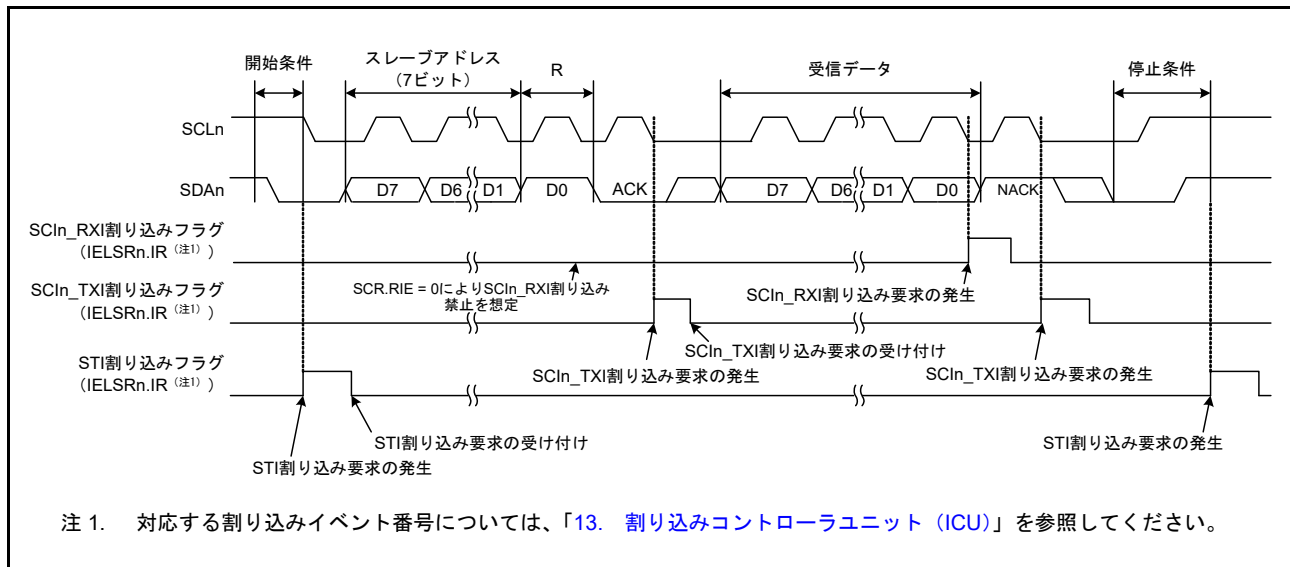 開始条件
スレーブアドレス
（7ビット）
R
受信データ
停止条件
SCLn
SDAn
D7
D6
D1
D0
ACK
D7
D6
D1
D0
NACK
SCIn_RXI割り込みフラグ
（IELSRn.IR（注1））
SCR.RIE = 0によりSCIn_RXI割り込み
禁止を想定
SCIn_RXI割り込み要求の発生
SCIn_TXI割り込みフラグ
（IELSRn.IR（注1））
SCIn_TXI割り込み要求の受け付け
SCIn_TXI割り込み要求の発生
SCIn_TXI割り込み要求の発生
STI割り込みフラグ
（IELSRn.IR（注1））
STI割り込み要求の受け付け
STI割り込み要求の発生
STI割り込み要求の発生
注 1. 対応する割り込みイベント番号については、「13. 割り込みコントローラユニット（ICU）」を参照してください。